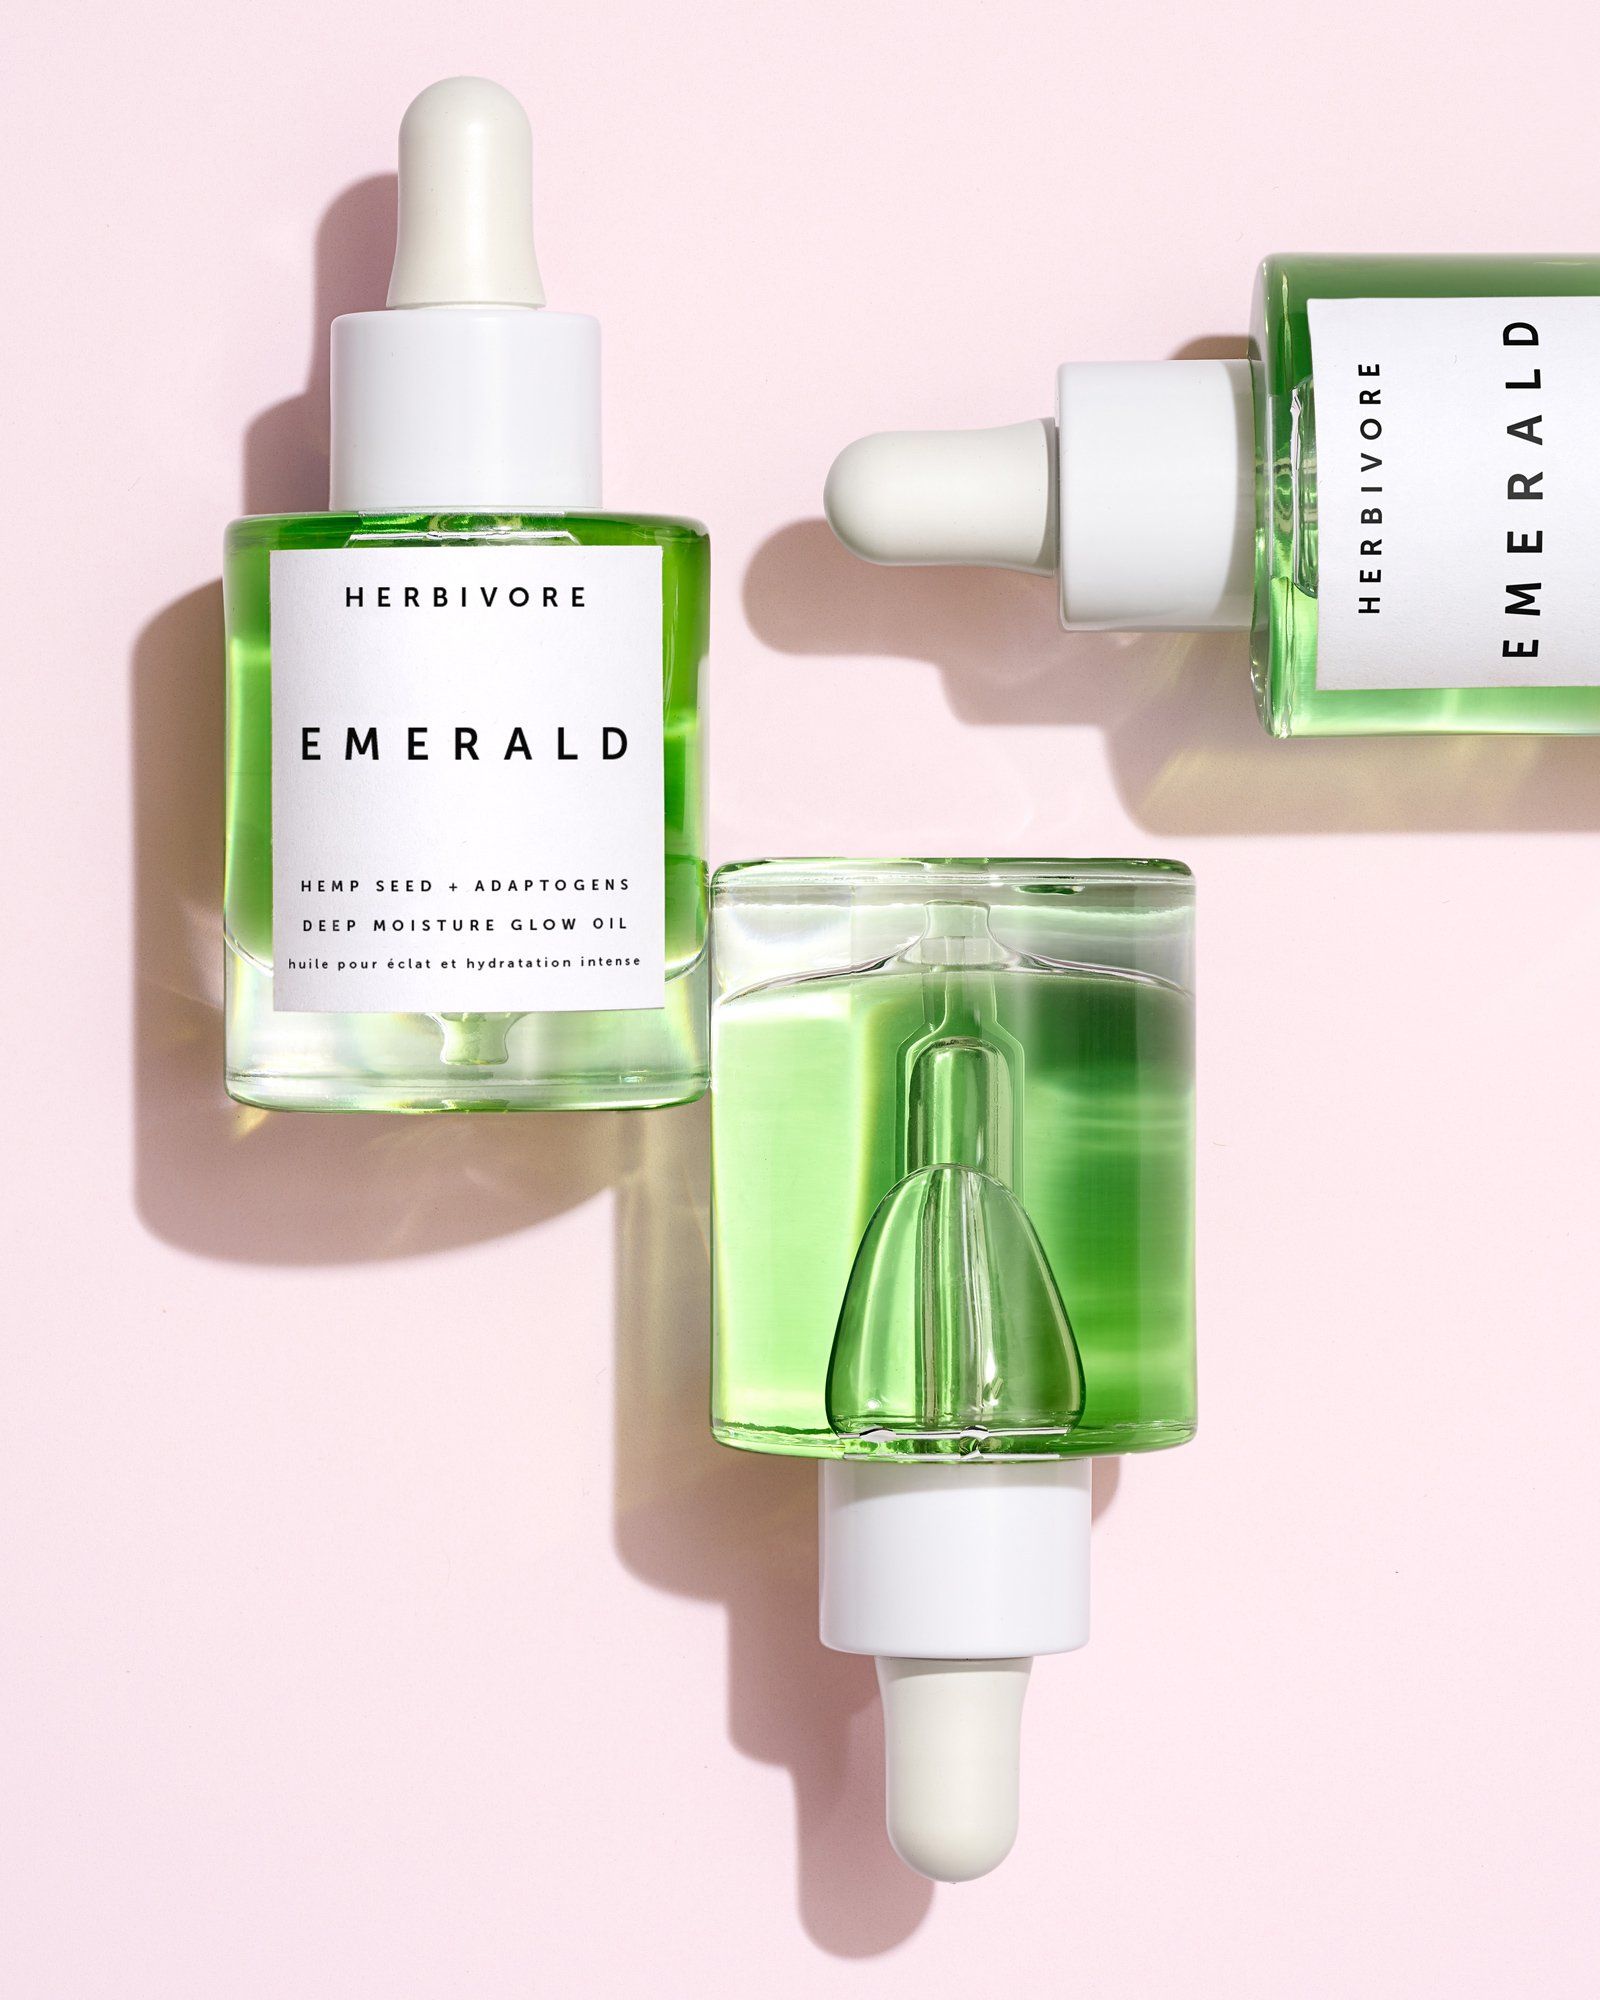 HERBIVORE
EMERALD
HEMP SEED + ADAPTOGENS
DEEP MOISTURE GLOW OIL
huile pour éclat et hydratation intense
HERBIVORE
EMERALD